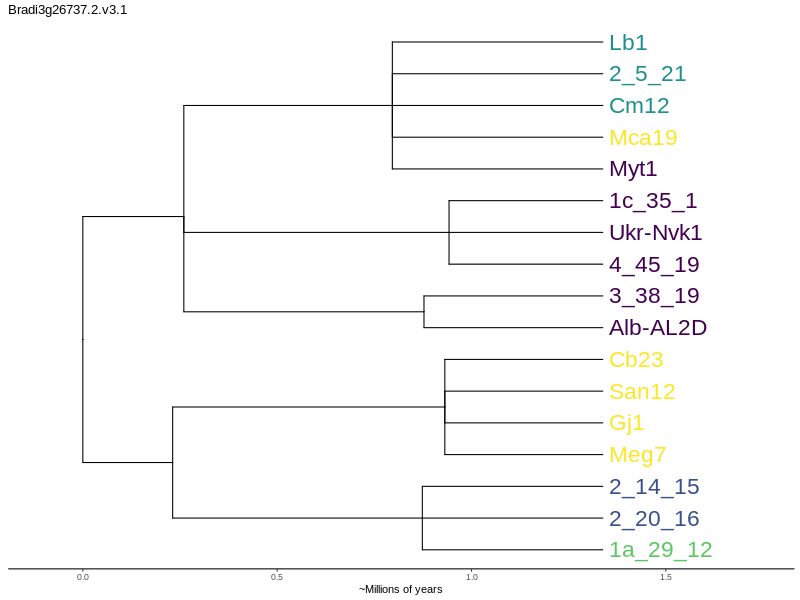 Bradi3g26737.2.v3.1
Lb1
2_5_21
Cm12
Mca19
Myt1
1c_35_1
Ukr-Nvk1
4_45_19
3_38_19
Alb-AL2D
Cb23
San12
Gj1
Meg7
2_14_15
2_20_16
1a_29_12
0.0 0.5 1.0 1.5
~Millions of years